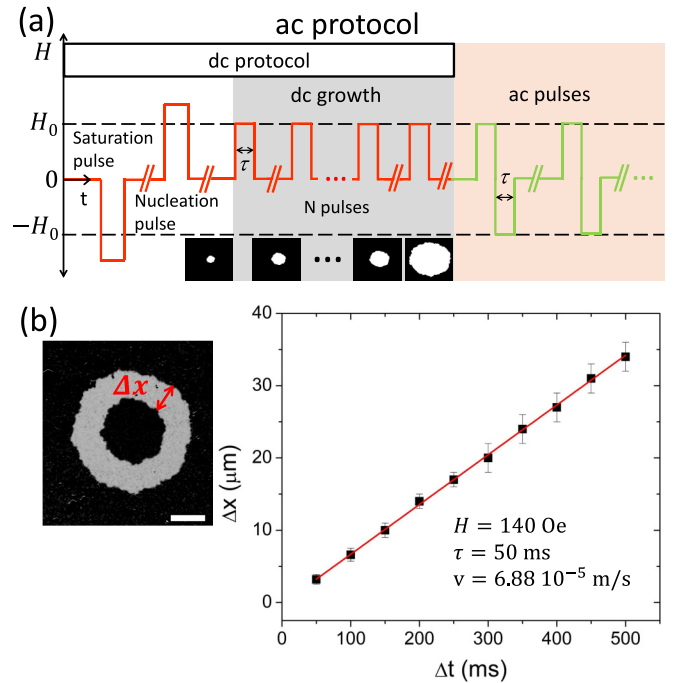 (a)
ac protocol
H
dc protocol
dc growth
ac pulses
H₀
Saturation
pulse
τ
τ
0
t
Nucleation
pulse
N pulses
−H₀
(b)
Δx
40
30
20
10
0
Δx (μm)
H = 140 Oe
τ = 50 ms
v = 6.88 10⁻⁵ m/s
0 100 200 300 400 500
Δt (ms)